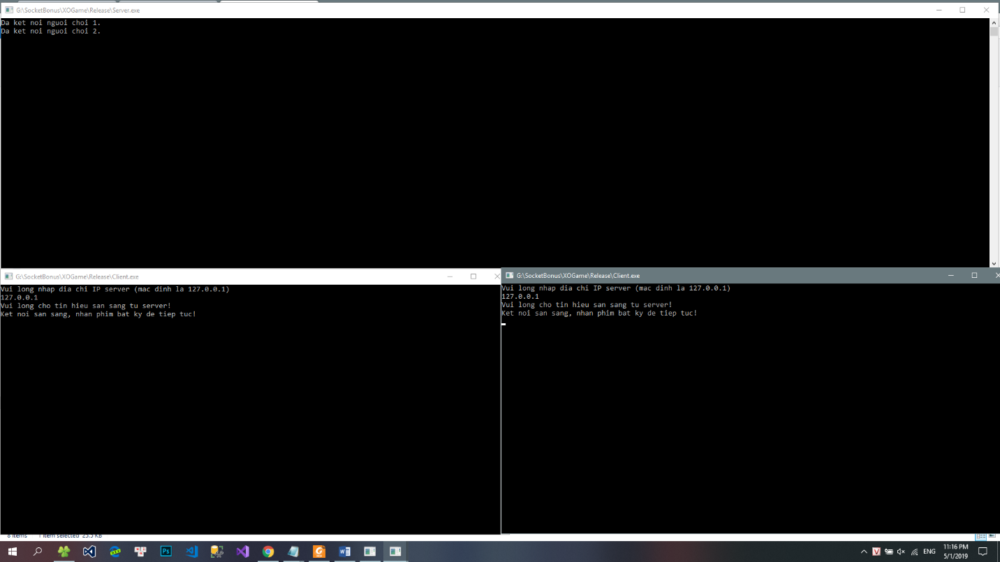 G:\SocketBonus\XOGame\Release\Server.exe
Da ket noi nguoi choi 1.
Da ket noi nguoi choi 2.
G:\SocketBonus\XOGame\Release\Client.exe
Vui long nhap dia chi IP server (mac dinh la 127.0.0.1)
127.0.0.1
Vui long cho tin hieu san sang tu server!
Ket noi san sang, nhan phim bat ky de tiep tuc!
G:\SocketBonus\XOGame\Release\Client.exe
Vui long nhap dia chi IP server (mac dinh la 127.0.0.1)
127.0.0.1
Vui long cho tin hieu san sang tu server!
Ket noi san sang, nhan phim bat ky de tiep tuc!
8 items 1 item selected 25.5 KB
Ps
W
V
ENG
11:16 PM
5/1/2019